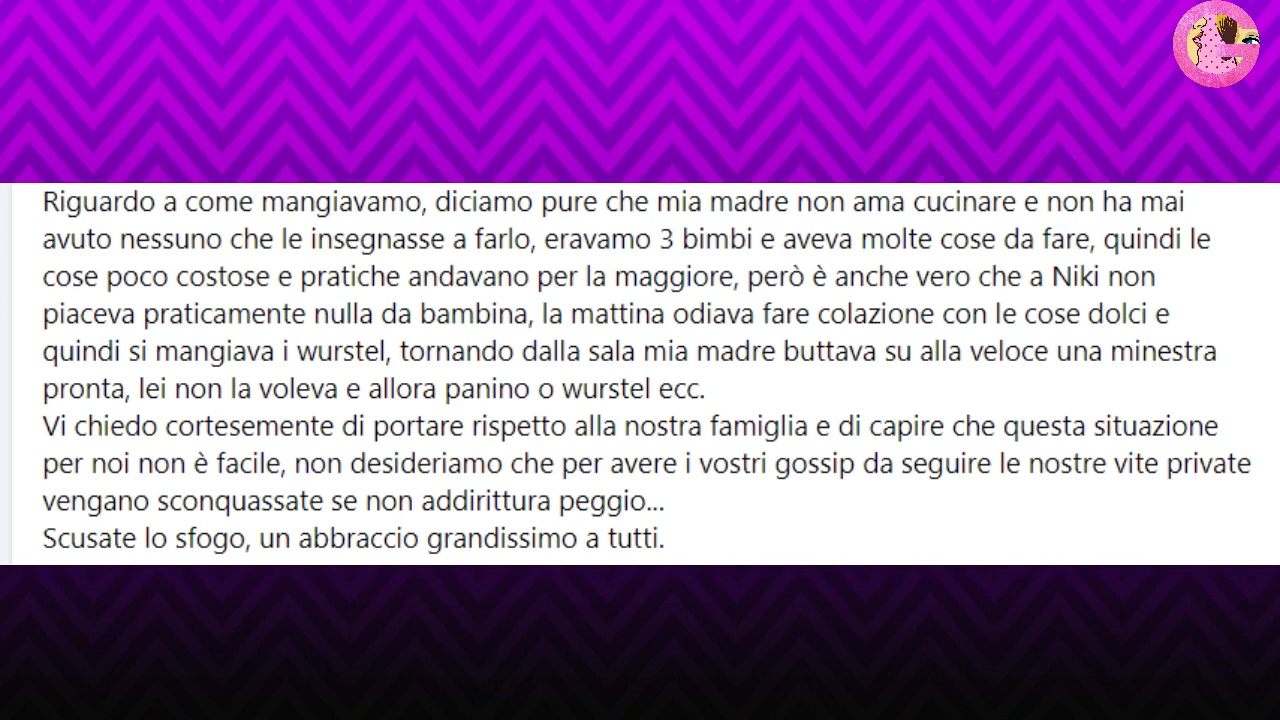 Riguardo a come mangiavamo, diciamo pure che mia madre non ama cucinare e non ha mai
avuto nessuno che le insegnasse a farlo, eravamo 3 bimbi e aveva molte cose da fare, quindi le
cose poco costose e pratiche andavano per la maggiore, però è anche vero che a Niki non
piaceva praticamente nulla da bambina, la mattina odiava fare colazione con le cose dolci e
quindi si mangiava i wurstel, tornando dalla sala mia madre buttava su alla veloce una minestra
pronta, lei non la voleva e allora panino o wurstel ecc.
Vi chiedo cortesemente di portare rispetto alla nostra famiglia e di capire che questa situazione
per noi non è facile, non desideriamo che per avere i vostri gossip da seguire le nostre vite private
vengano sconquassate se non addirittura peggio...
Scusate lo sfogo, un abbraccio grandissimo a tutti.